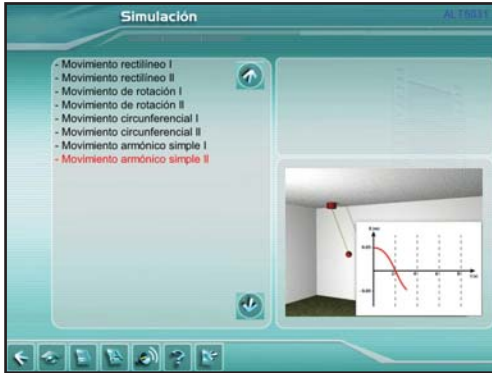 Simulación
- Movimiento rectilíneo I
- Movimiento rectilíneo II
- Movimiento de rotación I
- Movimiento de rotación II
- Movimiento circunferencial I
- Movimiento circunferencial II
- Movimiento armónico simple I
- Movimiento armónico simple II